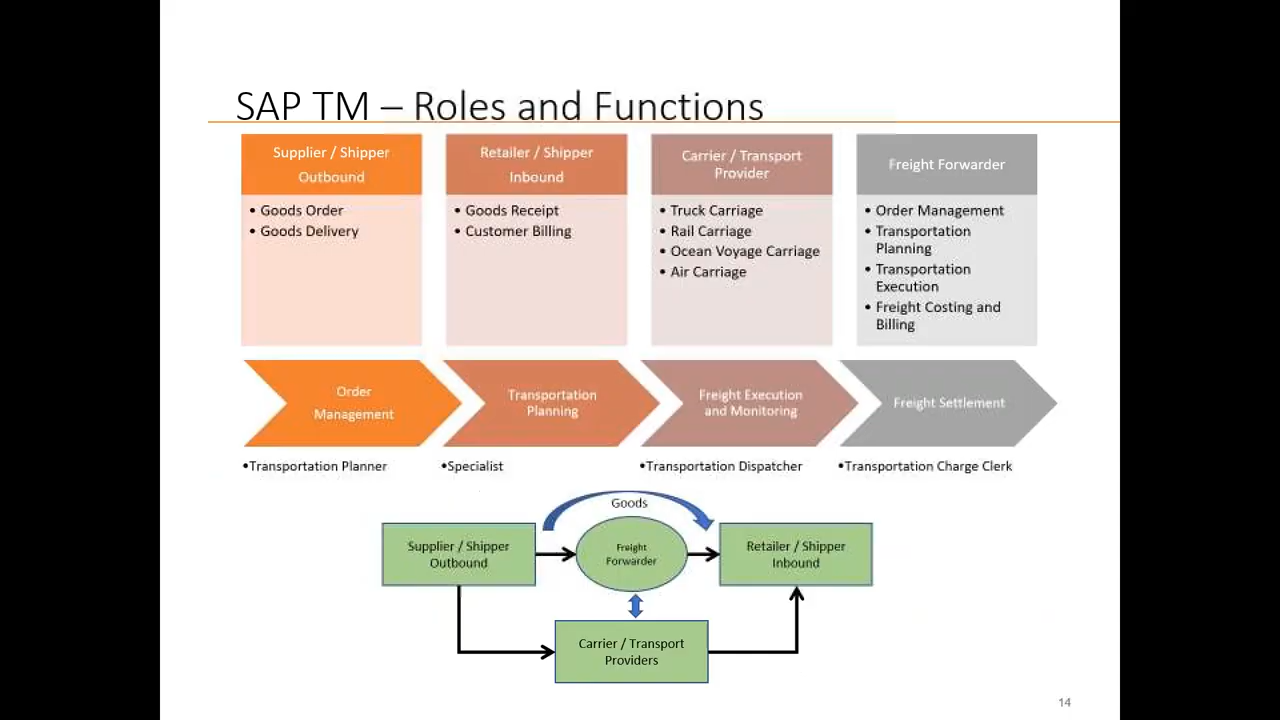 SAP TM – Roles and Functions
Supplier / Shipper
Outbound
• Goods Order
• Goods Delivery
Retailer / Shipper
Inbound
• Goods Receipt
• Customer Billing
Carrier / Transport
Provider
• Truck Carriage
• Rail Carriage
• Ocean Voyage Carriage
• Air Carriage
Freight Forwarder
• Order Management
• Transportation
Planning
• Transportation
Execution
• Freight Costing and
Billing
Order
Management
Transportation
Planning
Freight Execution
and Monitoring
Freight Settlement
•Transportation Planner
•Specialist
•Transportation Dispatcher
•Transportation Charge Clerk
Goods
Supplier / Shipper
Outbound
Freight
Forwarder
Retailer / Shipper
Inbound
Carrier / Transport
Providers
14